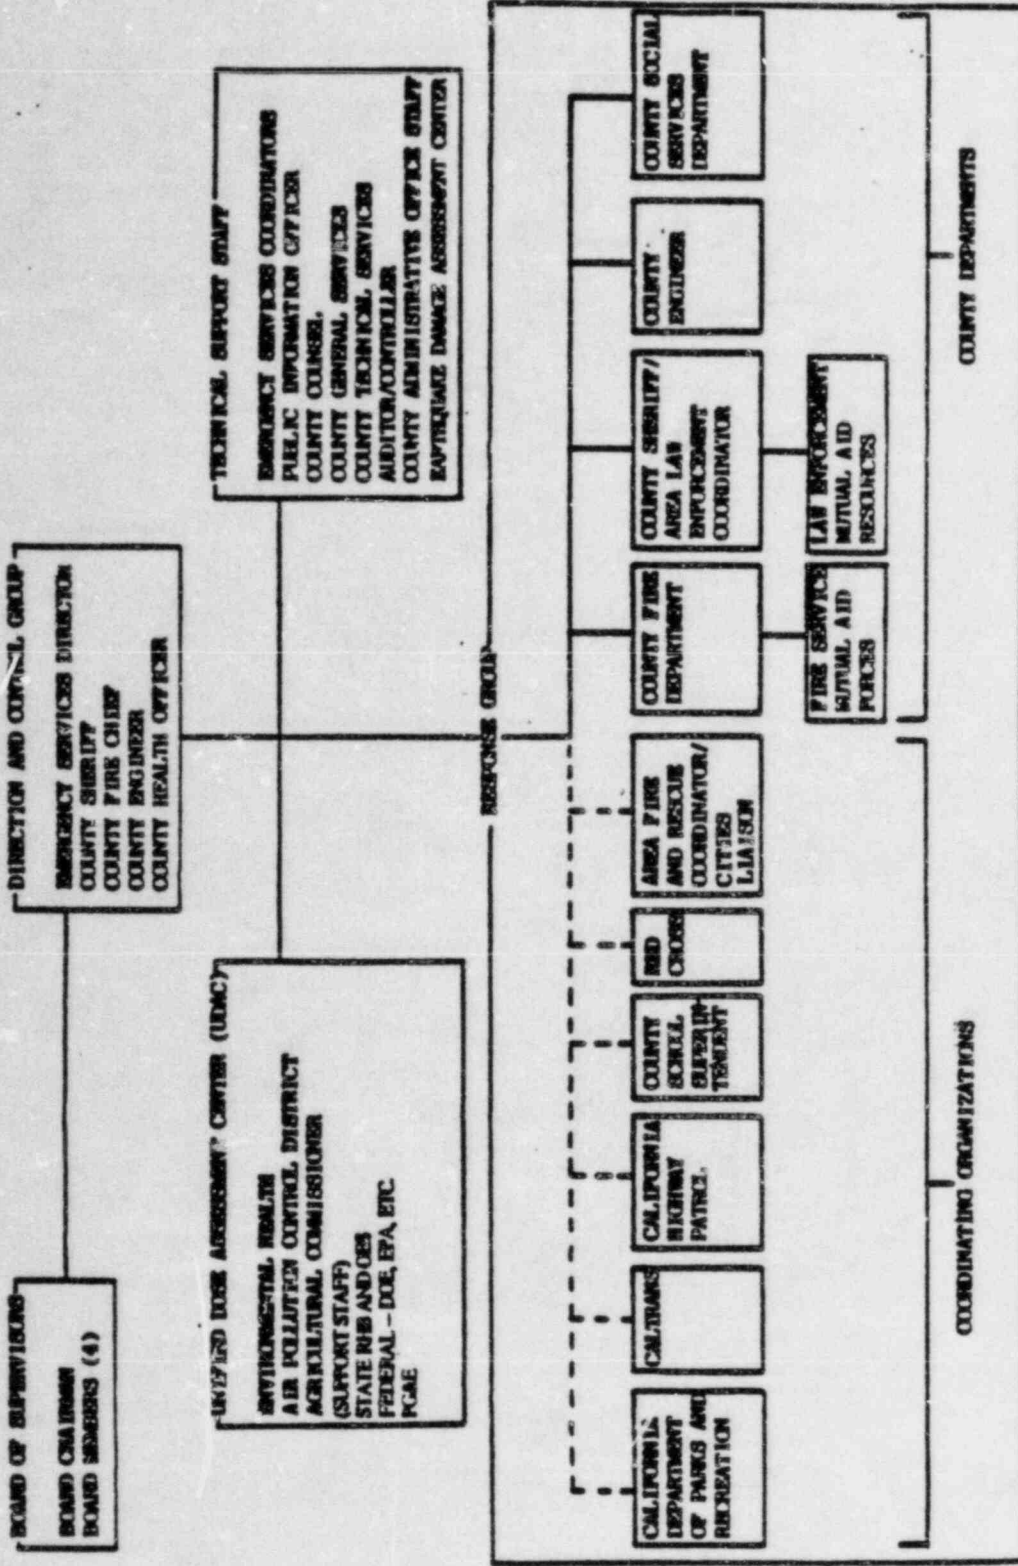 BOARD OF SUPERVISORS
BOARD CHAIRMAN
BOARD MEMBERS (4)
DIRECTION AND CONTROL GROUP
EMERGENCY SERVICES DIRECTOR
COUNTY SHERIFF
COUNTY FIRE CHIEF
COUNTY ENGINEER
COUNTY HEALTH OFFICER
UNIFIED DOSE ASSESSMENT CENTER (UDAC)
ENVIRONMENTAL HEALTH
AIR POLLUTION CONTROL DISTRICT
AGRICULTURAL COMMISSIONER
(SUPPORT STAFF)
STATE RHB AND OES
FEDERAL - DOE, EPA, ETC.
PG&E
TECHNICAL SUPPORT STAFF
EMERGENCY SERVICES COORDINATORS
PUBLIC INFORMATION OFFICER
COUNTY COUNSEL
COUNTY GENERAL SERVICES
COUNTY TECHNICAL SERVICES
AUDITOR/CONTROLLER
COUNTY ADMINISTRATIVE OFFICE STAFF
EARTHQUAKE DAMAGE ASSESSMENT CENTER
RESPONSE GROUP
CALIFORNIA
DEPARTMENT
OF PARKS AND
RECREATION
CALTRANS
CALIFORNIA
HIGHWAY
PATROL
COUNTY
SCHOOL
SUPERIN-
TENDENT
RED
CROSS
AREA FIRE
AND RESCUE
COORDINATOR/
CITIES
LIAISON
COUNTY FIRE
DEPARTMENT
COUNTY SHERIFF/
AREA LAW
ENFORCEMENT
COORDINATOR
COUNTY
ENGINEER
COUNTY SOCIAL
SERVICES
DEPARTMENT
FIRE SERVICE
MUTUAL AID
FORCES
LAW ENFORCEMENT
MUTUAL AID
RESOURCES
COORDINATING ORGANIZATIONS
COUNTY DEPARTMENTS